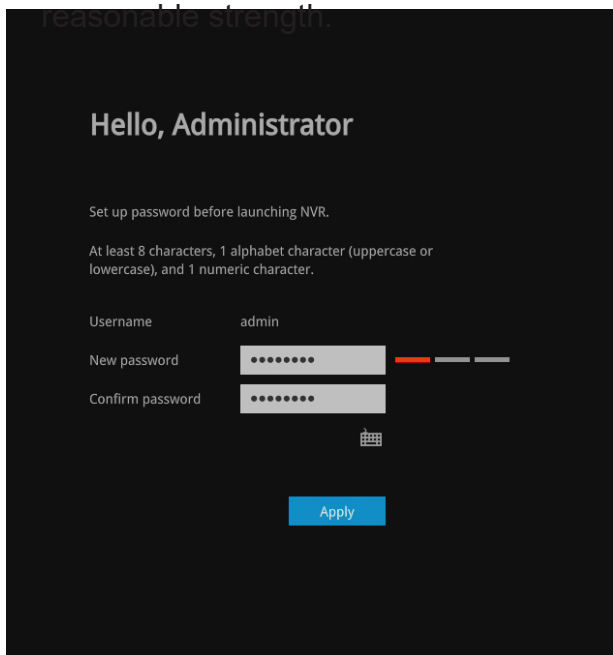 reasonable strength.
Hello, Administrator
Set up password before launching NVR.
At least 8 characters, 1 alphabet character (uppercase or
lowercase), and 1 numeric character.
Username admin
New password ••••••••
Confirm password ••••••••
Apply